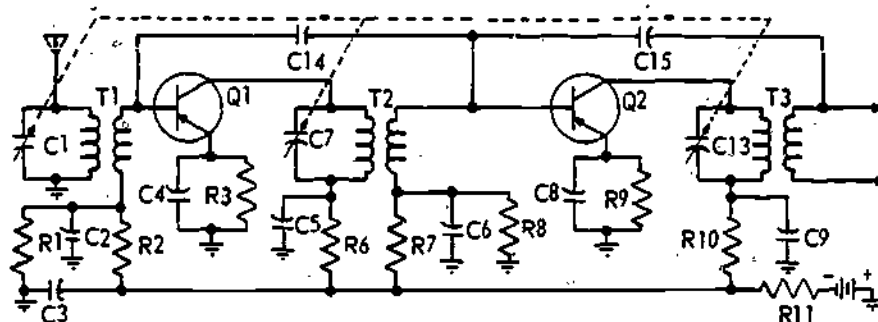 C14
C15
T1
Q1
T2
Q2
T3
C1
C7
C13
C4
R3
C8
R9
R1
C2
R2
C5
R6
R7
C6
R8
R10
C9
C3
R11
- +